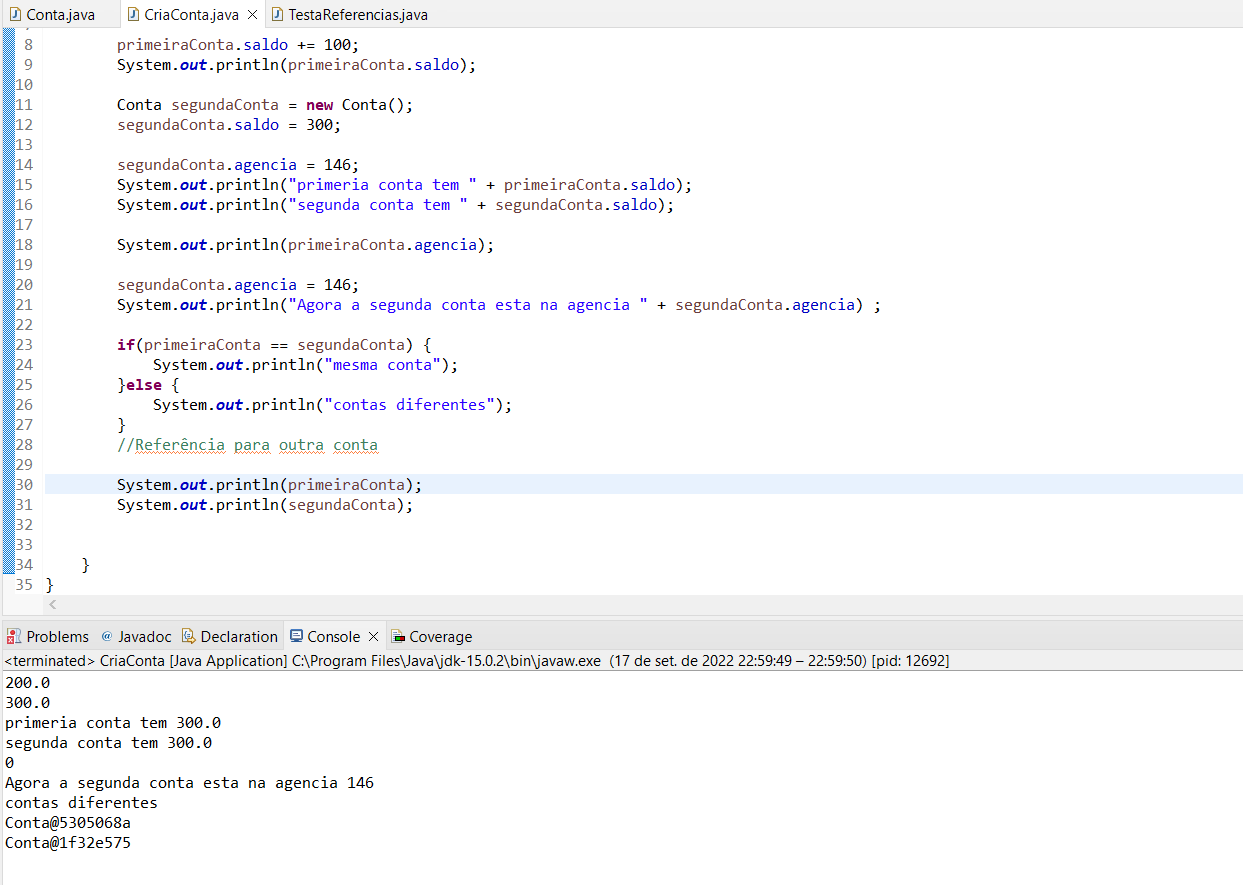 Conta.java CriaConta.java TestaReferencias.java
8 primeiraConta.saldo += 100;
9 System.out.println(primeiraConta.saldo);
10
11 Conta segundaConta = new Conta();
12 segundaConta.saldo = 300;
13
14 segundaConta.agencia = 146;
15 System.out.println("primeria conta tem " + primeiraConta.saldo);
16 System.out.println("segunda conta tem " + segundaConta.saldo);
17
18 System.out.println(primeiraConta.agencia);
19
20 segundaConta.agencia = 146;
21 System.out.println("Agora a segunda conta esta na agencia " + segundaConta.agencia) ;
22
23 if(primeiraConta == segundaConta) {
24 System.out.println("mesma conta");
25 }else {
26 System.out.println("contas diferentes");
27 }
28 //Referência para outra conta
29
30 System.out.println(primeiraConta);
31 System.out.println(segundaConta);
32
33
34 }
35 }
Problems @ Javadoc Declaration Console Coverage
<terminated> CriaConta [Java Application] C:\Program Files\Java\jdk-15.0.2\bin\javaw.exe (17 de set. de 2022 22:59:49 – 22:59:50) [pid: 12692]
200.0
300.0
primeria conta tem 300.0
segunda conta tem 300.0
0
Agora a segunda conta esta na agencia 146
contas diferentes
Conta@5305068a
Conta@1f32e575